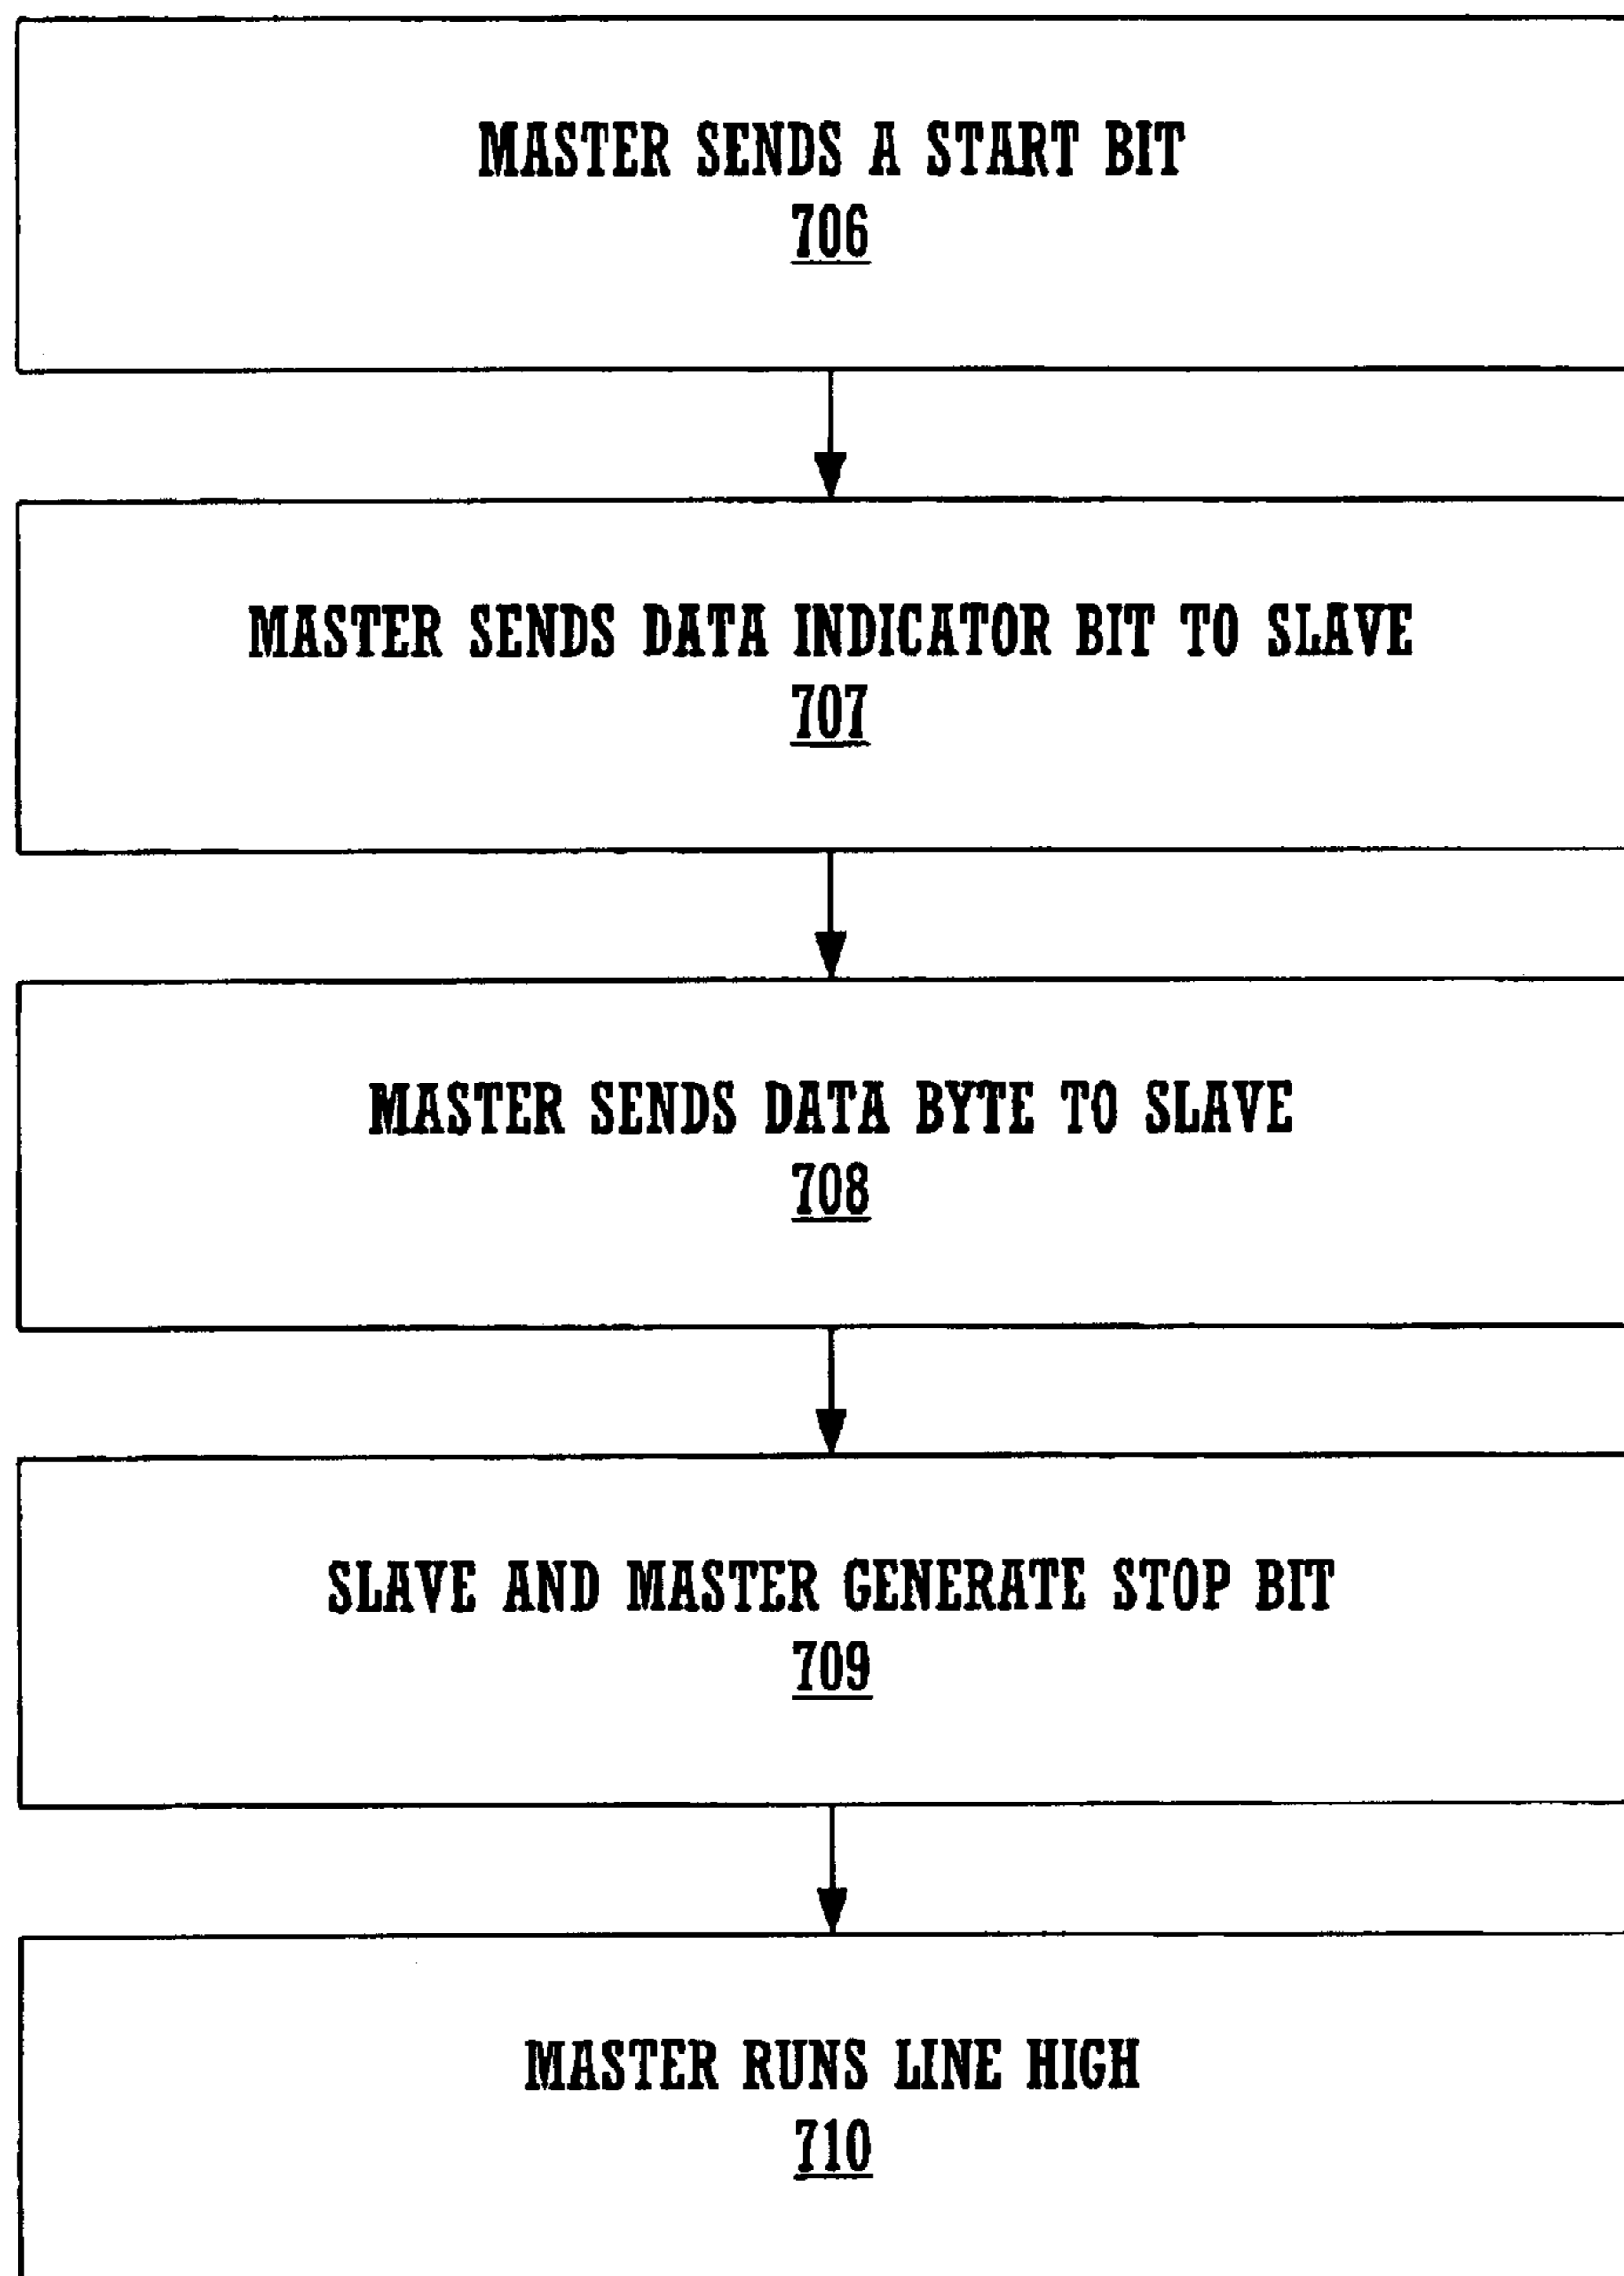 MASTER SENDS A START BIT
706
MASTER SENDS DATA INDICATOR BIT TO SLAVE
707
MASTER SENDS DATA BYTE TO SLAVE
708
SLAVE AND MASTER GENERATE STOP BIT
709
MASTER RUNS LINE HIGH
710